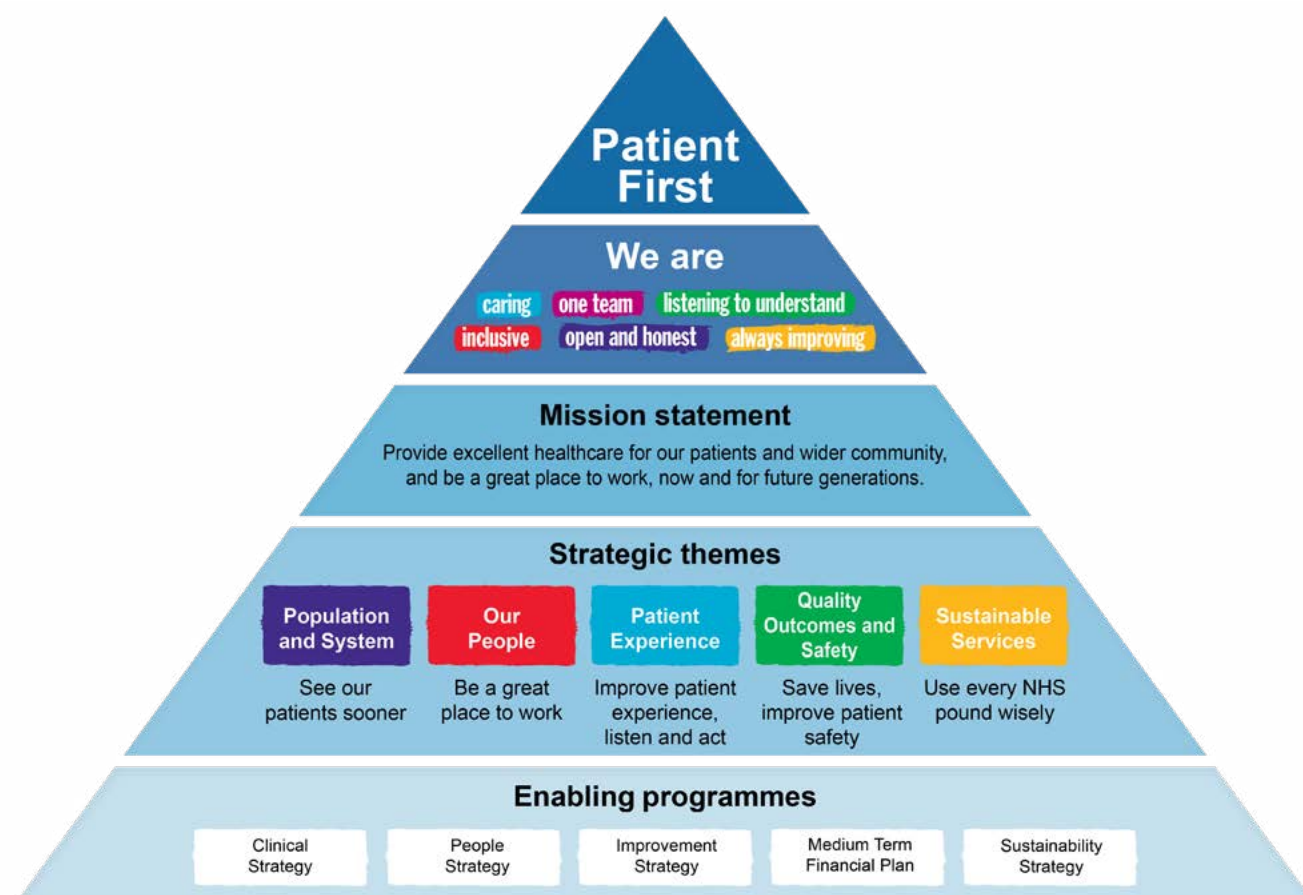 Patient
First
We are
caring one team listening to understand
inclusive open and honest always improving
Mission statement
Provide excellent healthcare for our patients and wider community,
and be a great place to work, now and for future generations.
Strategic themes
Population
and System
See our
patients sooner
Our
People
Be a great
place to work
Patient
Experience
Improve patient
experience,
listen and act
Quality
Outcomes and
Safety
Save lives,
improve patient
safety
Sustainable
Services
Use every NHS
pound wisely
Enabling programmes
Clinical
Strategy
People
Strategy
Improvement
Strategy
Medium Term
Financial Plan
Sustainability
Strategy